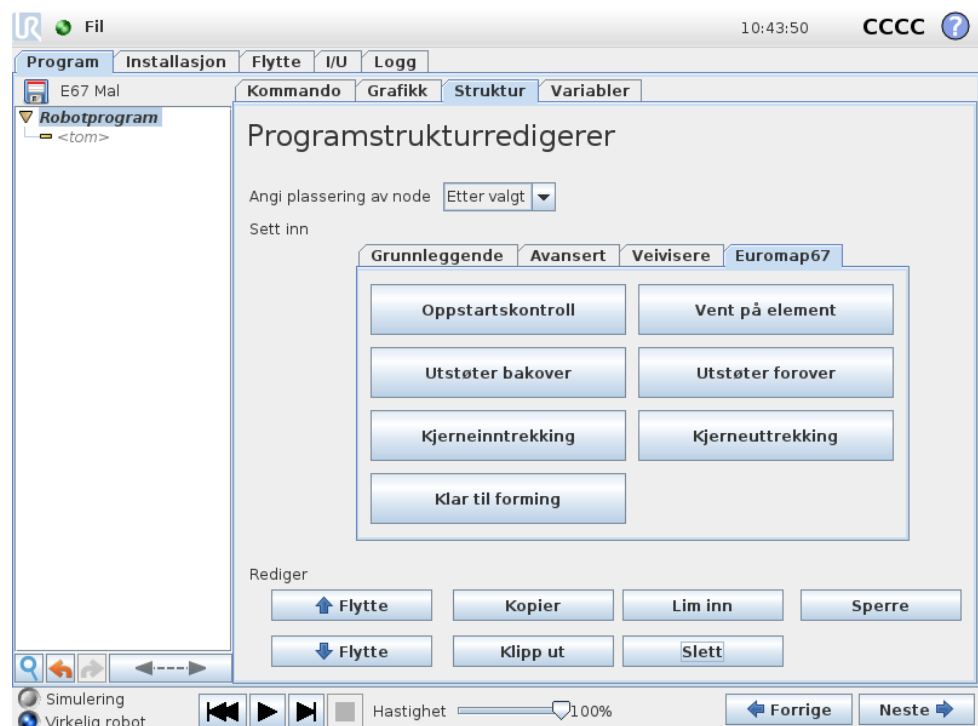 UR Fil 10:43:50 CCCC ?
Program Installasjon Flytte I/U Logg
E67 Mal
Kommando Grafikk Struktur Variabler
Robotprogram
<tom>
Programstrukturredigerer
Angi plassering av node Etter valgt
Sett inn
Grunnleggende Avansert Veivisere Euromap67
Oppstartskontroll Vent på element
Utstøter bakover Utstøter forover
Kjerneinntrekking Kjerneuttrekking
Klar til forming
Rediger
Flytte Kopier Lim inn Sperre
Flytte Klipp ut Slett
Simulering
Virkelig robot
Hastighet 100%
Forrige Neste